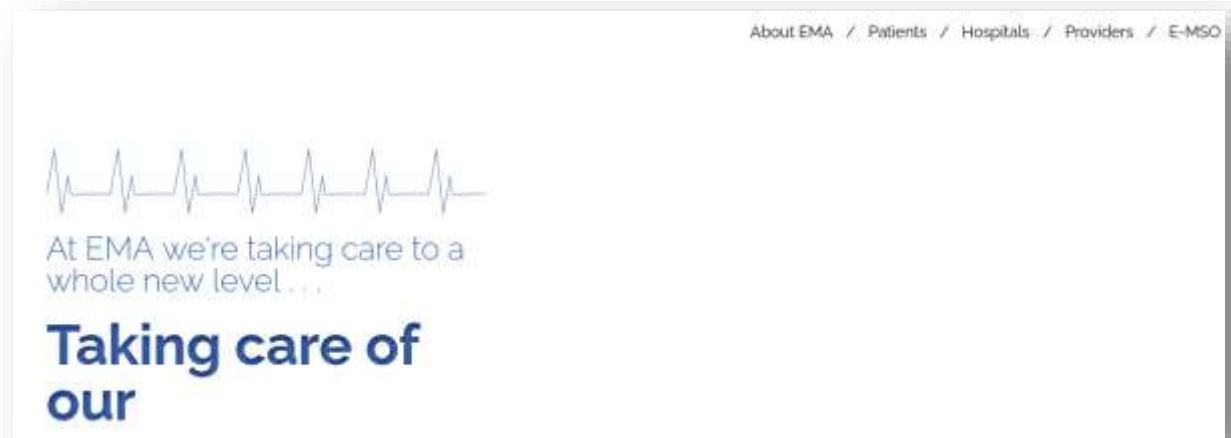 About EMA / Patients / Hospitals / Providers / E-MSO
At EMA we're taking care to a
whole new level . . .
Taking care of
our